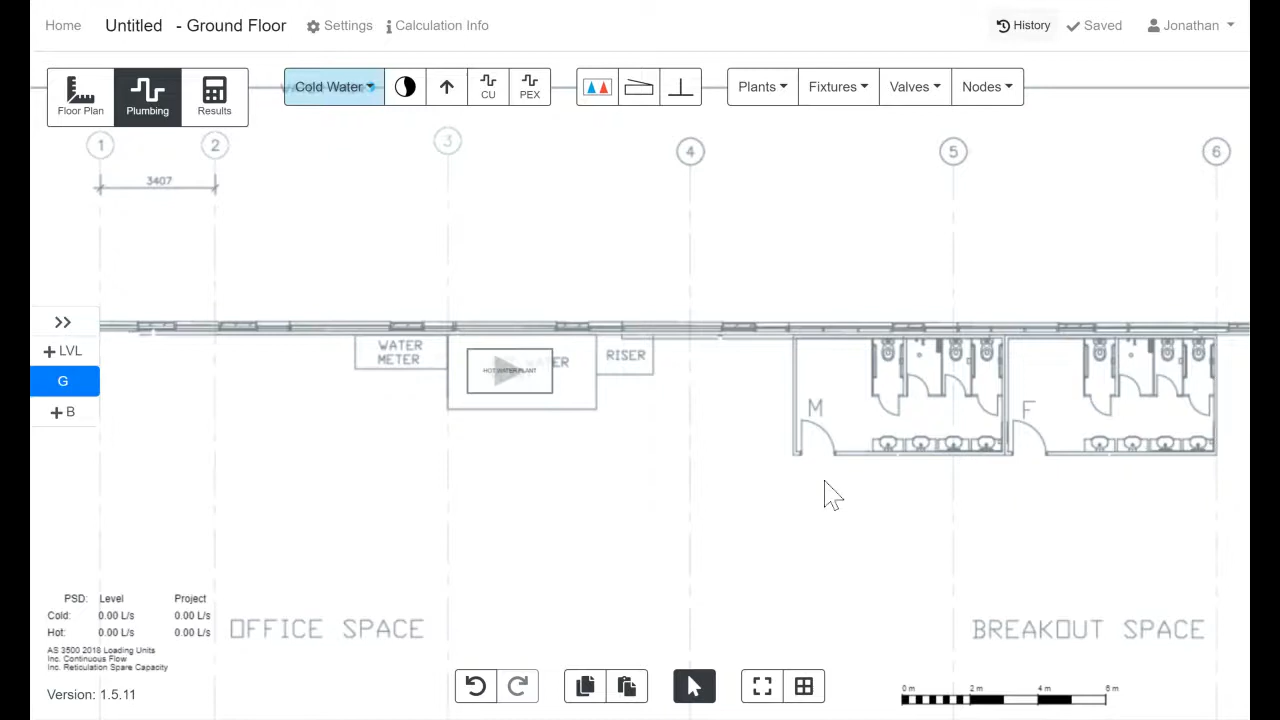 Home Untitled - Ground Floor Settings Calculation Info History Saved Jonathan
Floor Plan Plumbing Results Cold Water CU PEX Plants Fixtures Valves Nodes
1 2 3 4 5 6
3407
>>
+ LVL
G
+ B
WATER
METER
HOT WATER PLANT
ER
RISER
M
F
PSD: Level Project
Cold: 0.00 L/s 0.00 L/s
Hot: 0.00 L/s 0.00 L/s
AS 3500 2018 Loading Units
Inc. Continuous Flow
Inc. Reticulation Spare Capacity
OFFICE SPACE
BREAKOUT SPACE
Version: 1.5.11
0 m 2 m 4 m 6 m